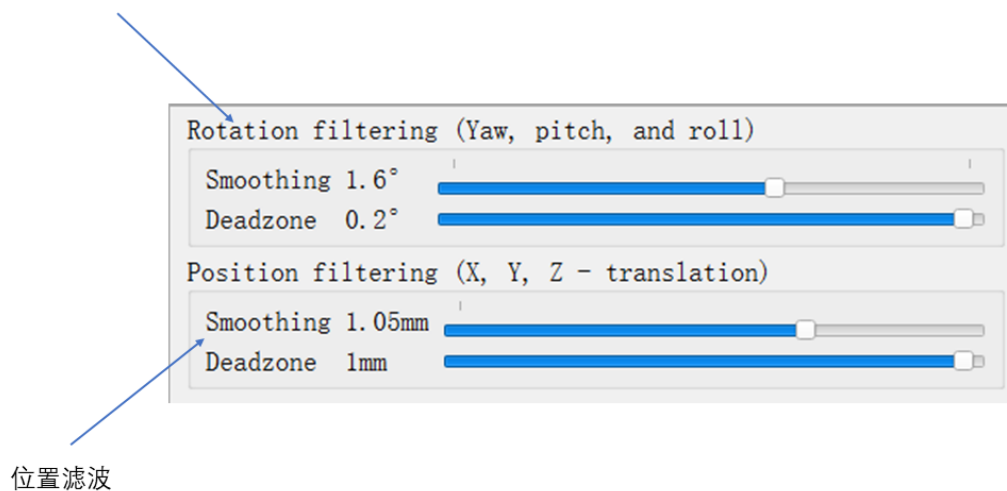 Rotation filtering (Yaw, pitch, and roll)
Smoothing 1.6°
Deadzone 0.2°
Position filtering (X, Y, Z - translation)
Smoothing 1.05mm
Deadzone 1mm
位置滤波